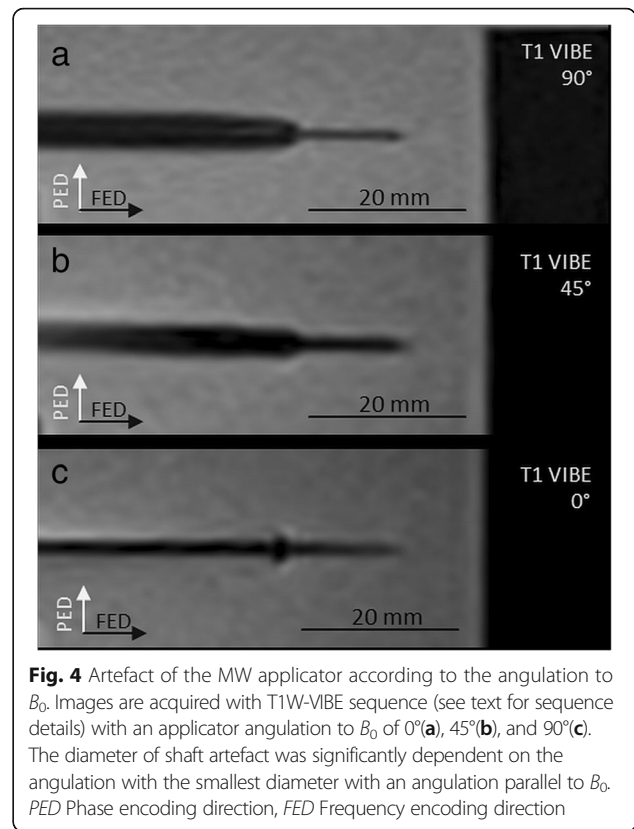 a
T1 VIBE
90°
PED
FED
20 mm
b
T1 VIBE
45°
PED
FED
20 mm
c
T1 VIBE
0°
PED
FED
20 mm
Fig. 4 Artefact of the MW applicator according to the angulation to
B₀. Images are acquired with T1W-VIBE sequence (see text for sequence
details) with an applicator angulation to B₀ of 0°(a), 45°(b), and 90°(c).
The diameter of shaft artefact was significantly dependent on the
angulation with the smallest diameter with an angulation parallel to B₀.
PED Phase encoding direction, FED Frequency encoding direction